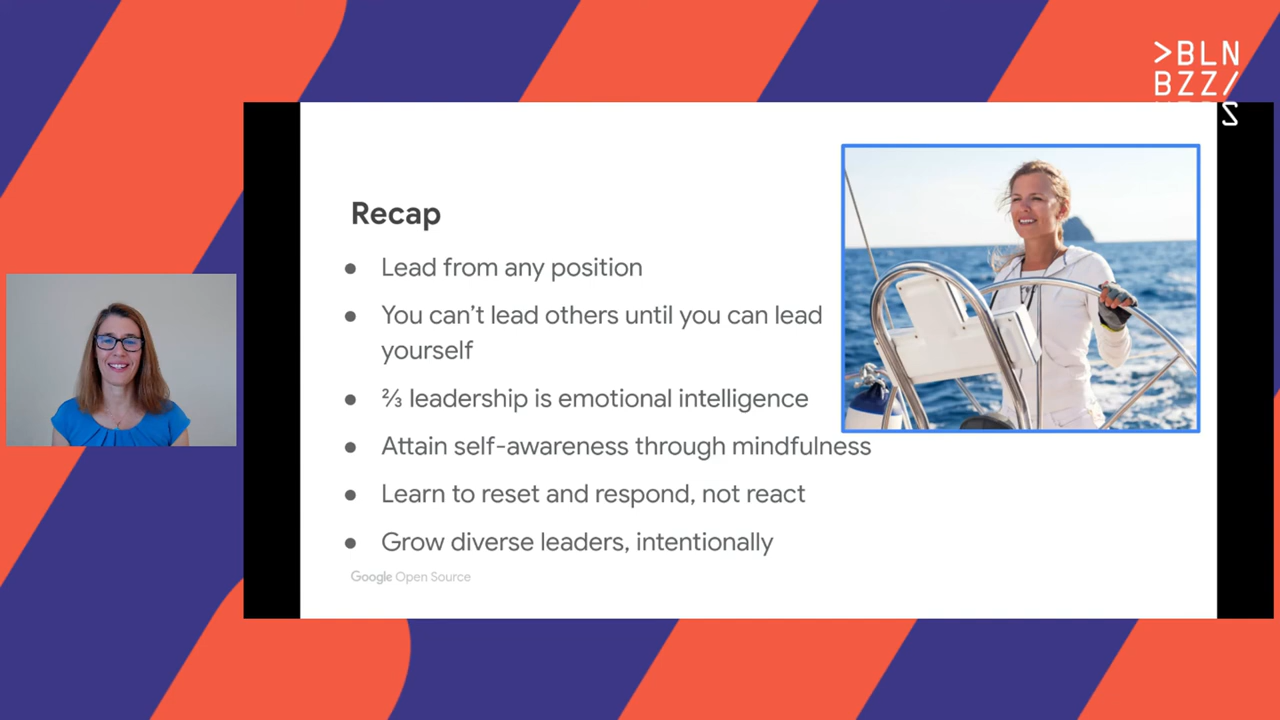 >BLN
BZZ/
Recap
● Lead from any position
● You can't lead others until you can lead
yourself
● ⅔ leadership is emotional intelligence
● Attain self-awareness through mindfulness
● Learn to reset and respond, not react
● Grow diverse leaders, intentionally
Google Open Source